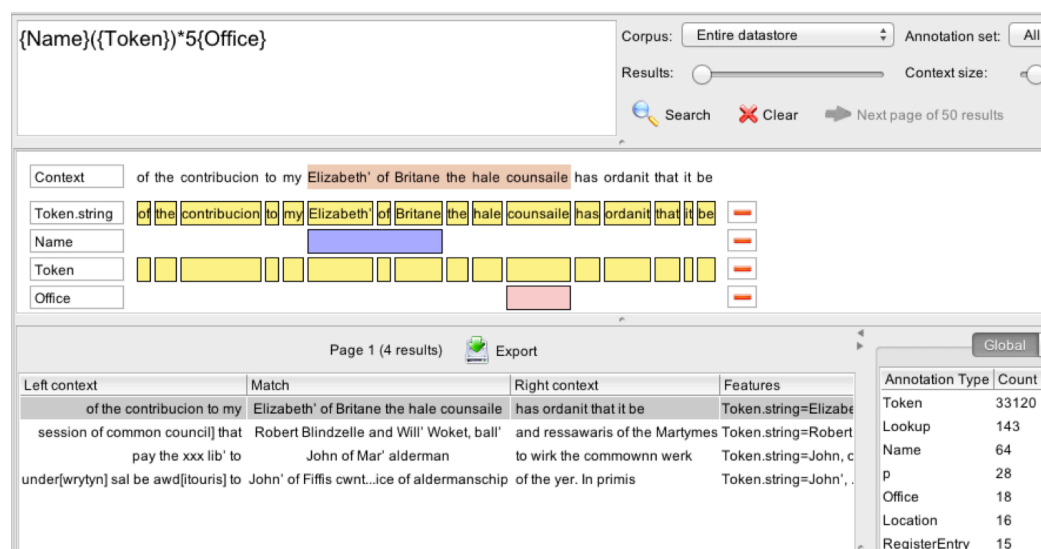 {Name}({Token})*5{Office}
Corpus: Entire datastore Annotation set: All
Results: Context size:
Search Clear Next page of 50 results
Context of the contribucion to my Elizabeth' of Britane the hale counsaile has ordanit that it be
Token.string of the contribucion to my Elizabeth' of Britane the hale counsaile has ordanit that it be
Name
Token
Office
Page 1 (4 results) Export
Global
Left context Match Right context Features
of the contribucion to my Elizabeth' of Britane the hale counsaile has ordanit that it be Token.string=Elizabe
session of common council] that Robert Blindzelle and Will' Woket, ball' and ressawaris of the Martymes Token.string=Robert
pay the xxx lib' to John of Mar' alderman to wirk the commownn werk Token.string=John, c
under[wrytyn] sal be awd[itouris] to John' of Fiffis cwnt...ice of aldermanschip of the yer. In primis Token.string=John', .
Annotation Type Count
Token 33120
Lookup 143
Name 64
p 28
Office 18
Location 16
RegisterEntry 15